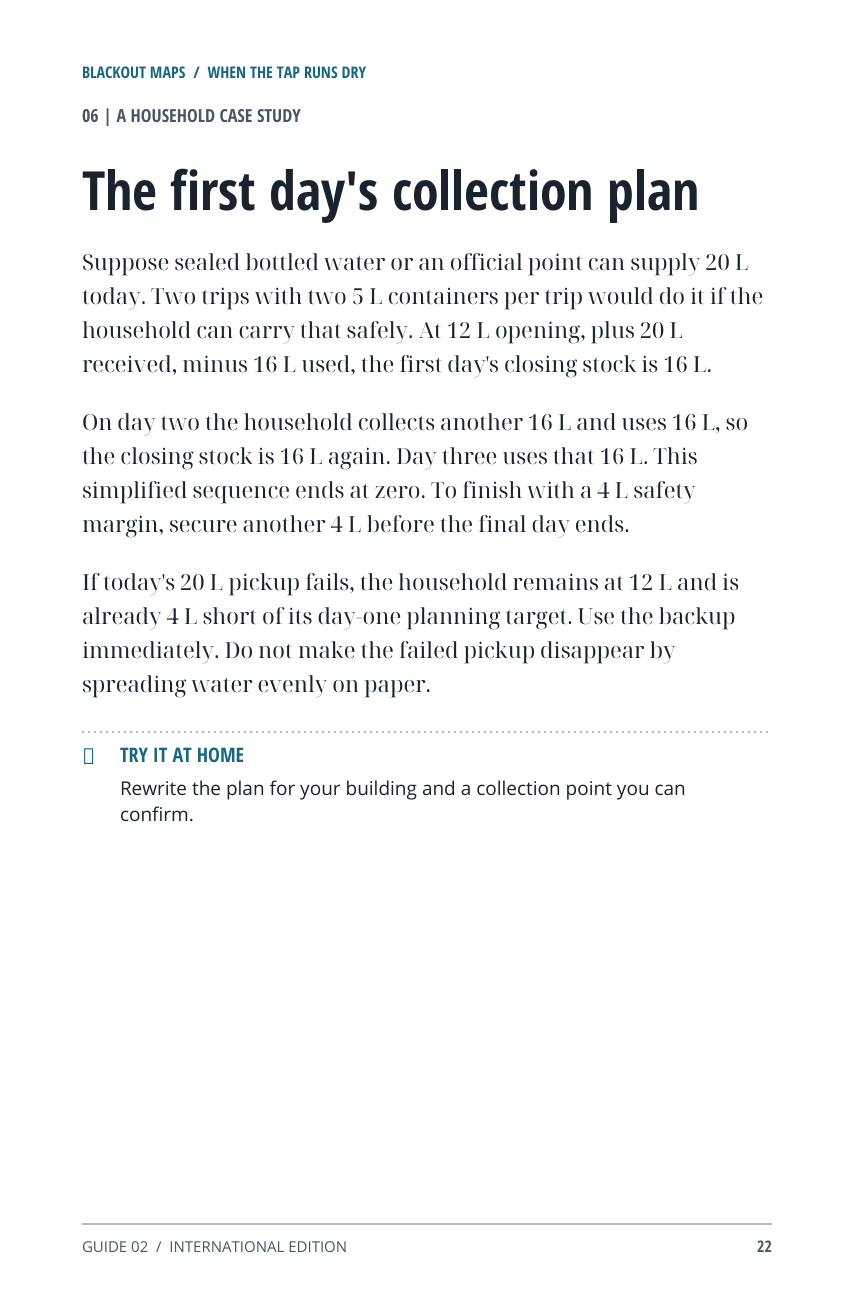 BLACKOUT MAPS / WHEN THE TAP RUNS DRY
06 | A HOUSEHOLD CASE STUDY
The first day's collection plan
Suppose sealed bottled water or an official point can supply 20 L
today. Two trips with two 5 L containers per trip would do it if the
household can carry that safely. At 12 L opening, plus 20 L
received, minus 16 L used, the first day's closing stock is 16 L.
On day two the household collects another 16 L and uses 16 L, so
the closing stock is 16 L again. Day three uses that 16 L. This
simplified sequence ends at zero. To finish with a 4 L safety
margin, secure another 4 L before the final day ends.
If today's 20 L pickup fails, the household remains at 12 L and is
already 4 L short of its day-one planning target. Use the backup
immediately. Do not make the failed pickup disappear by
spreading water evenly on paper.
TRY IT AT HOME
Rewrite the plan for your building and a collection point you can
confirm.
GUIDE 02 / INTERNATIONAL EDITION
22